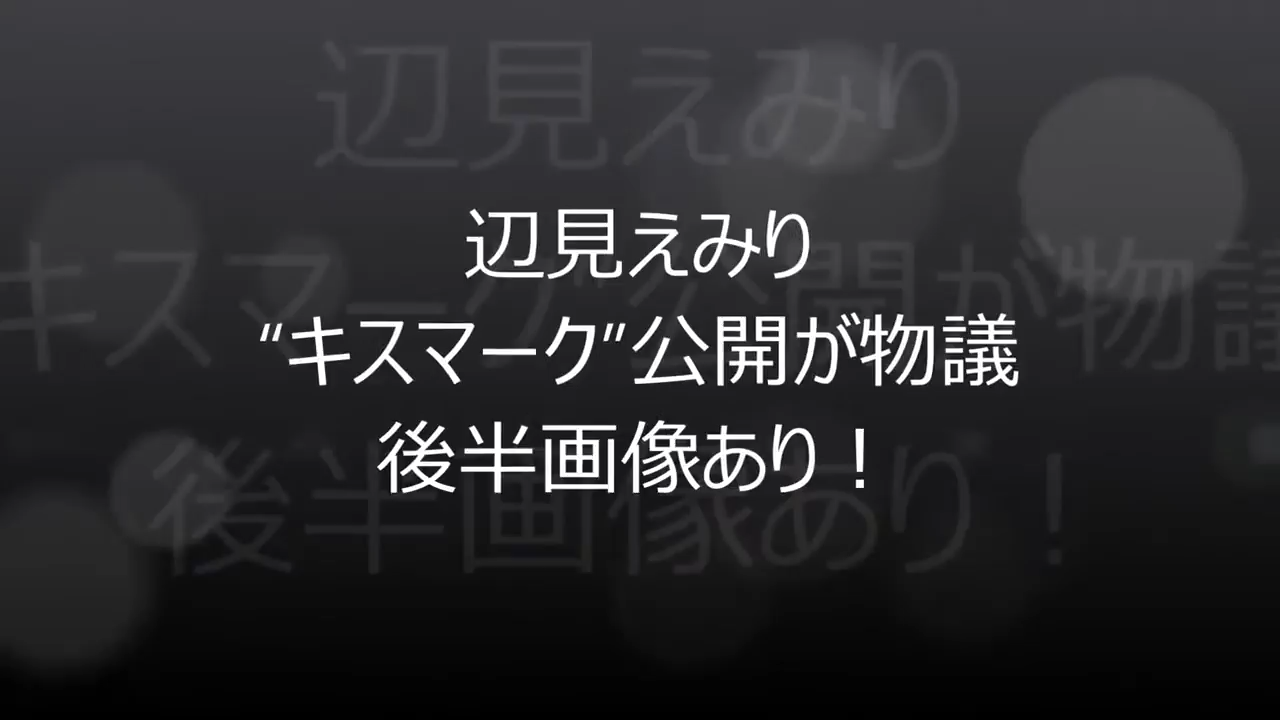 辺見えみり
“キスマーク”公開が物議
後半画像あり！